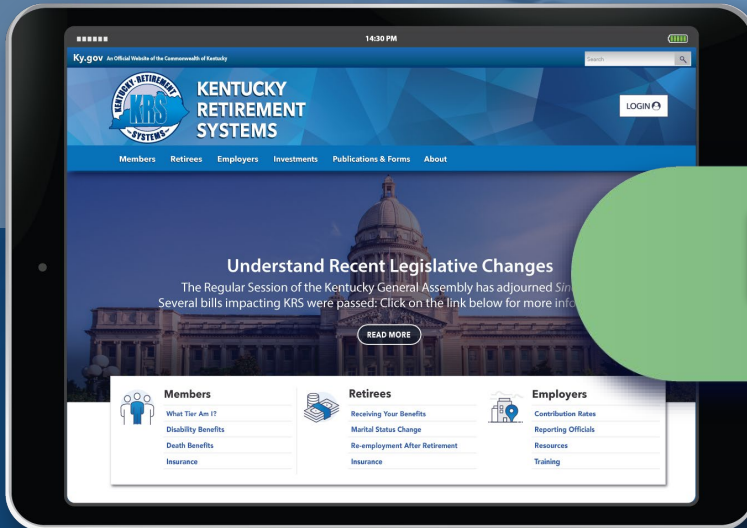 14:30 PM
Ky.gov An Official Website of the Commonwealth of Kentucky
Search
KENTUCKY RETIREMENT
KRS
SYSTEMS
KENTUCKY
RETIREMENT
SYSTEMS
LOGIN
Members Retirees Employers Investments Publications & Forms About
Understand Recent Legislative Changes
The Regular Session of the Kentucky General Assembly has adjourned
Several bills impacting KRS were passed: Click on the link below for more
READ MORE
Members
What Tier Am I?
Disability Benefits
Death Benefits
Insurance
Retirees
Receiving Your Benefits
Marital Status Change
Re-employment After Retirement
Insurance
Employers
Contribution Rates
Reporting Officials
Resources
Training